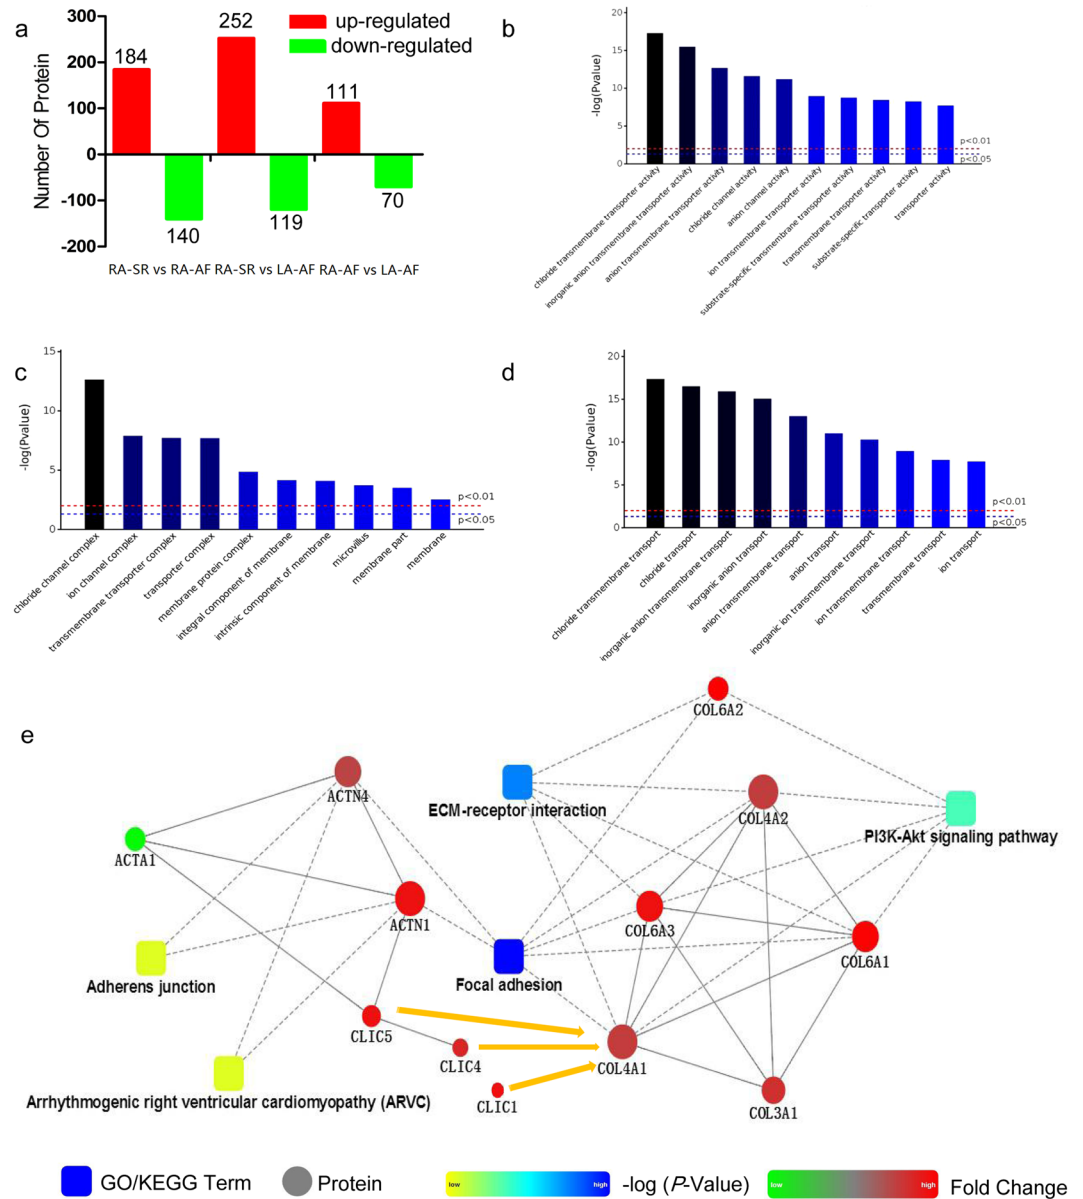 a
300
200
100
0
-100
-200
Number Of Protein
184
252
111
140
119
70
up-regulated
down-regulated
RA-SR vs RA-AF RA-SR vs LA-AF RA-AF vs LA-AF
b
20
15
10
5
0
-log(Pvalue)
p<0.01
p<0.05
chloride transmembrane transporter activity
inorganic anion transmembrane transporter activity
anion transmembrane transporter activity
chloride channel activity
anion channel activity
ion transmembrane transporter activity
substrate-specific transmembrane transporter activity
transmembrane transporter activity
substrate-specific transporter activity
transporter activity
c
15
10
5
0
-log(Pvalue)
p<0.01
p<0.05
chloride channel complex
ion channel complex
transmembrane transporter complex
transporter complex
membrane protein complex
integral component of membrane
intrinsic component of membrane
microvillus
membrane part
membrane
d
20
15
10
5
0
-log(Pvalue)
p<0.01
p<0.05
chloride transmembrane transport
chloride transport
inorganic anion transmembrane transport
inorganic anion transport
anion transmembrane transport
anion transport
inorganic ion transmembrane transport
ion transmembrane transport
transmembrane transport
ion transport
e
COL6A2
ACTN4
ECM-receptor interaction
COL4A2
PI3K-Akt signaling pathway
ACTA1
ACTN1
COL6A3
COL6A1
Adherens junction
Focal adhesion
CLIC5
CLIC4
COL4A1
CLIC1
COL3A1
Arrhythmogenic right ventricular cardiomyopathy (ARVC)
GO/KEGG Term
Protein
low high -log (P-Value)
low high Fold Change